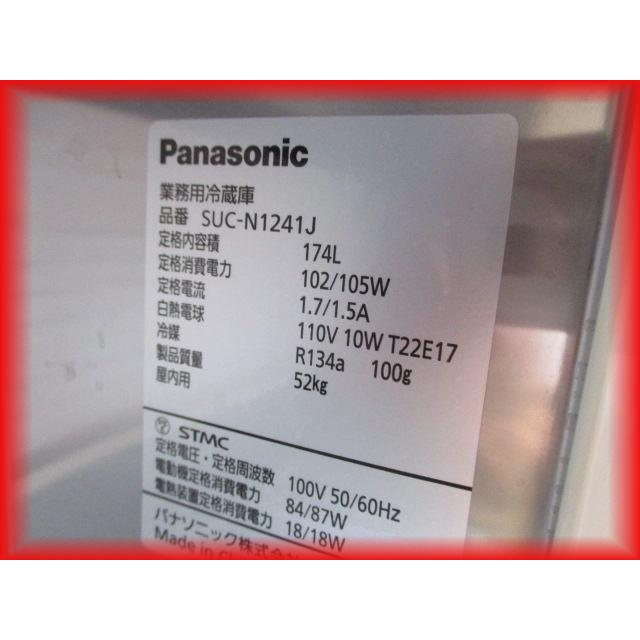 Panasonic
業務用冷蔵庫
品番 SUC-N1241J
定格内容積 174L
定格消費電力 102/105W
定格電流 1.7/1.5A
白熱電球 110V 10W T22E17
冷媒 R134a 100g
製品質量 52kg
屋内用
STMC
定格電圧・定格周波数 100V 50/60Hz
電動機定格消費電力 84/87W
電熱装置定格消費電力 18/18W
パナソニック株式会
Made in